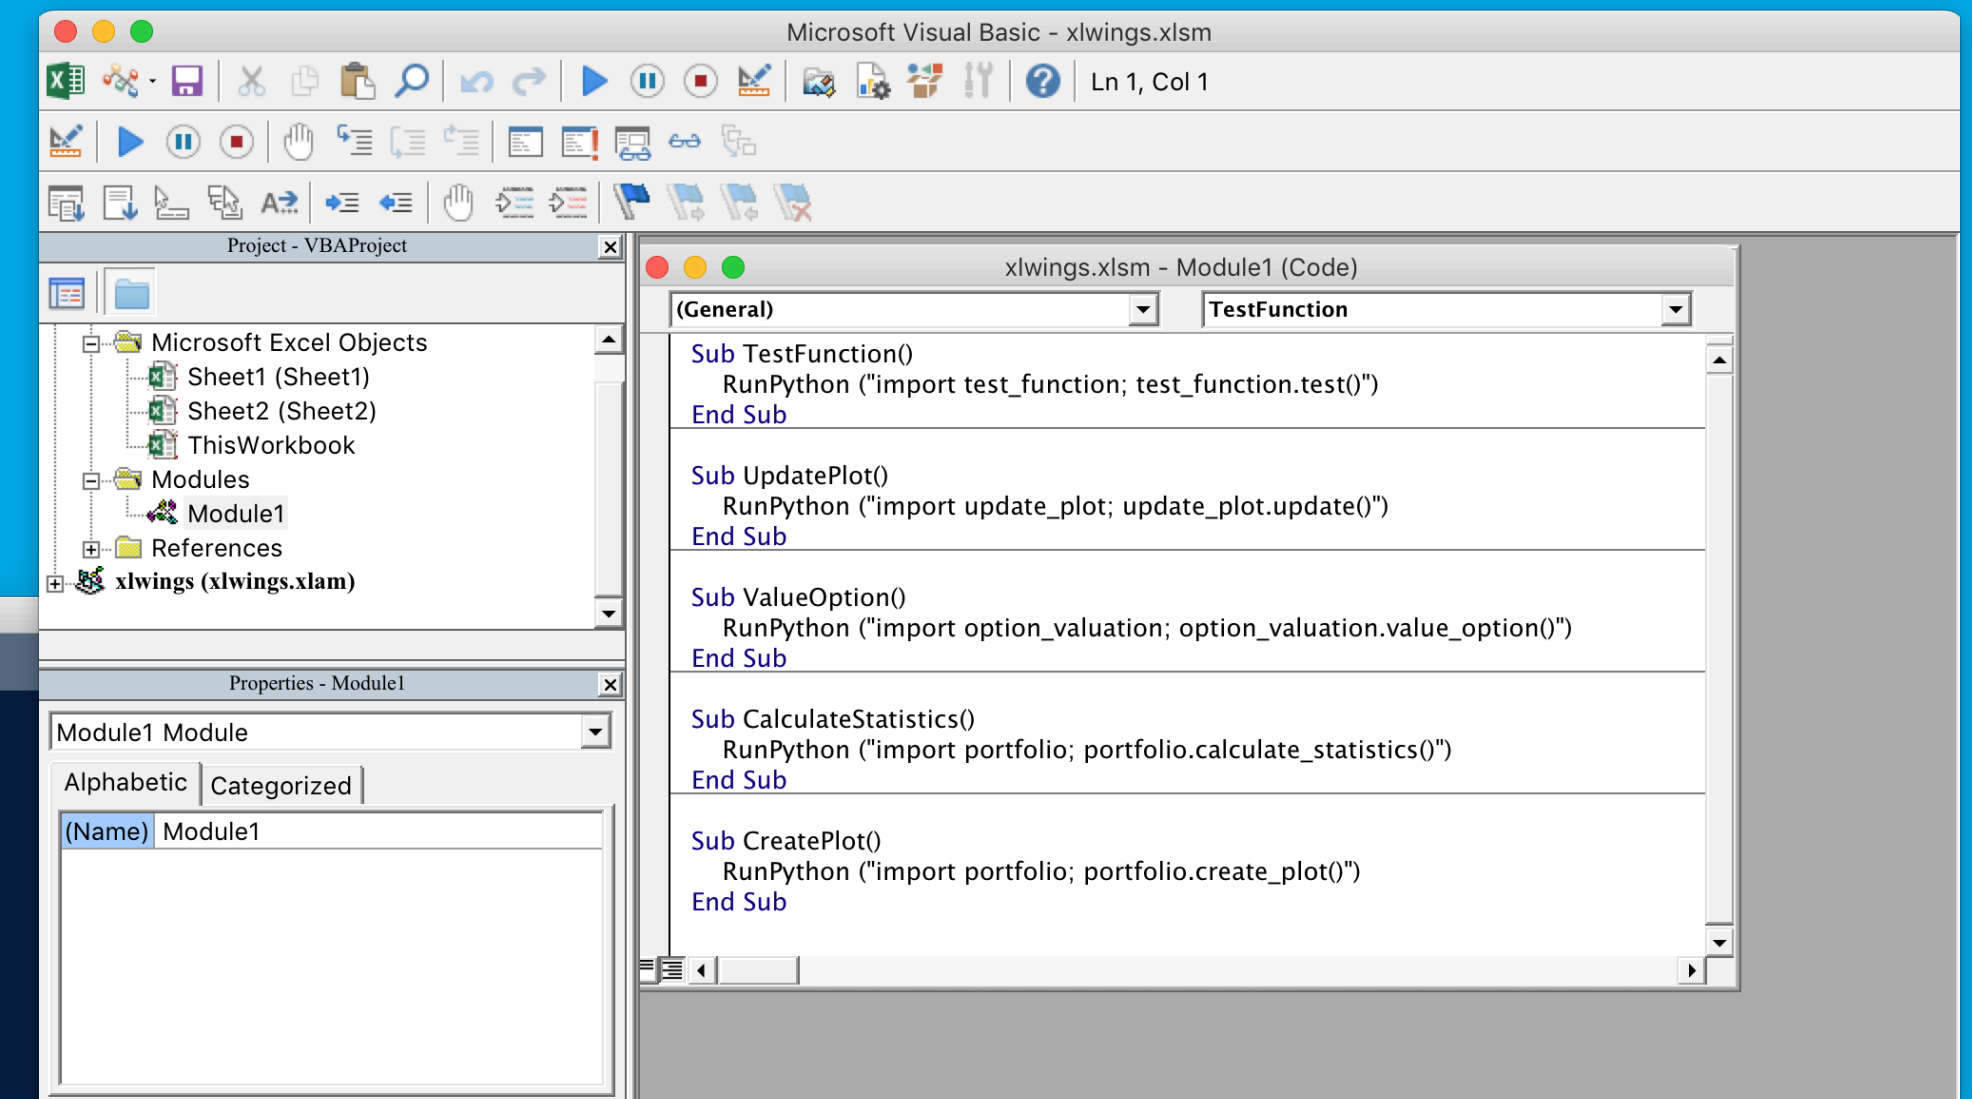 Microsoft Visual Basic - xlwings.xlsm
Ln 1, Col 1
Project - VBAProject
Microsoft Excel Objects
Sheet1 (Sheet1)
Sheet2 (Sheet2)
ThisWorkbook
Modules
Module1
References
xlwings (xlwings.xlam)
Properties - Module1
Module1 Module
Alphabetic
Categorized
(Name) Module1
xlwings.xlsm - Module1 (Code)
(General)
TestFunction
Sub TestFunction()
RunPython ("import test_function; test_function.test()")
End Sub
Sub UpdatePlot()
RunPython ("import update_plot; update_plot.update()")
End Sub
Sub ValueOption()
RunPython ("import option_valuation; option_valuation.value_option()")
End Sub
Sub CalculateStatistics()
RunPython ("import portfolio; portfolio.calculate_statistics()")
End Sub
Sub CreatePlot()
RunPython ("import portfolio; portfolio.create_plot()")
End Sub